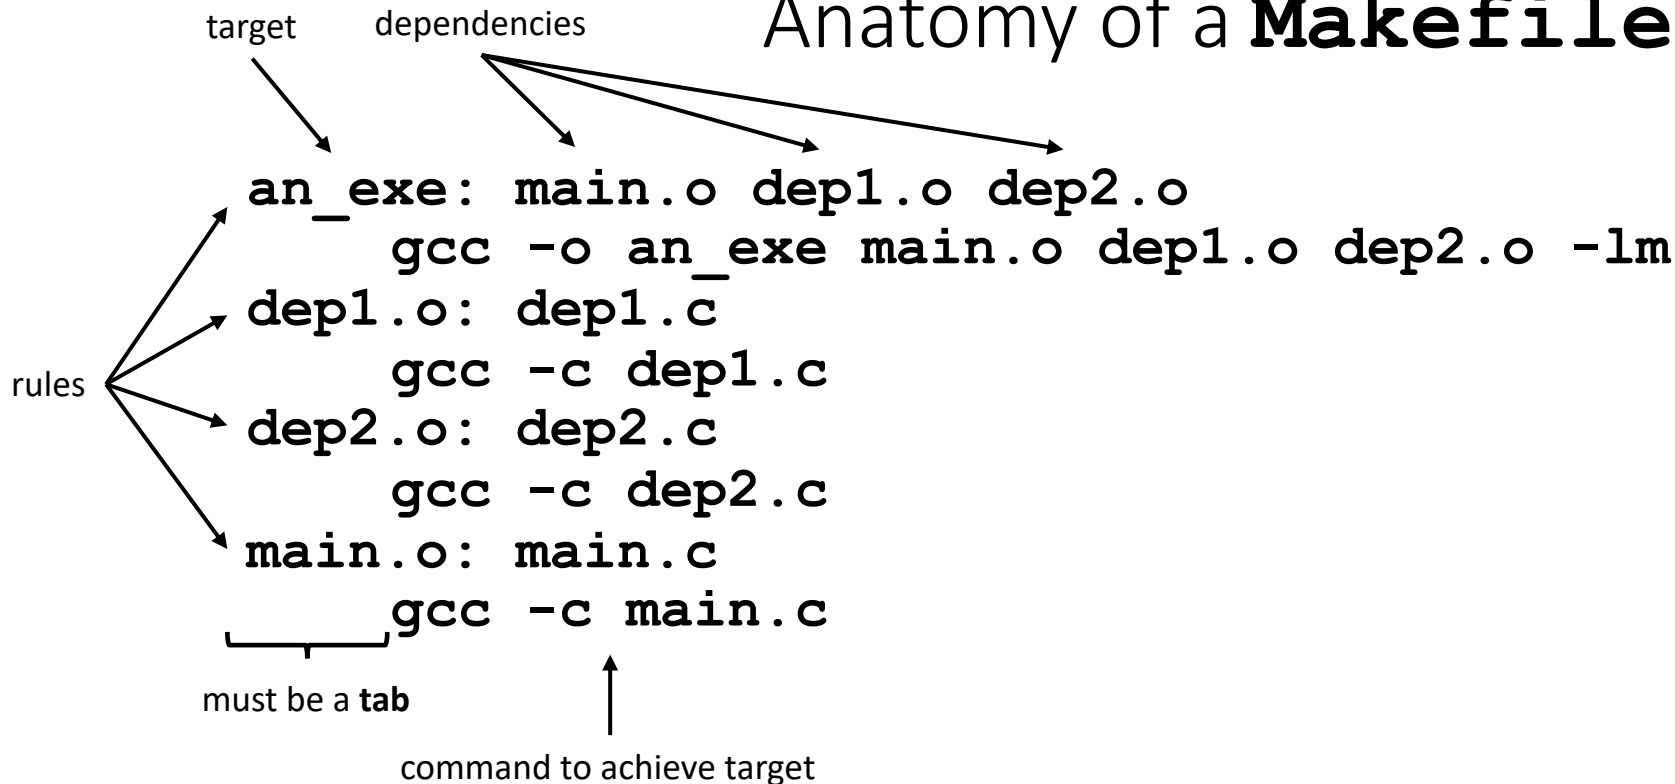 Anatomy of a Makefile
target
dependencies
an_exe: main.o dep1.o dep2.o
gcc -o an_exe main.o dep1.o dep2.o -lm
dep1.o: dep1.c
gcc -c dep1.c
rules
dep2.o: dep2.c
gcc -c dep2.c
main.o: main.c
gcc -c main.c
must be a tab
command to achieve target